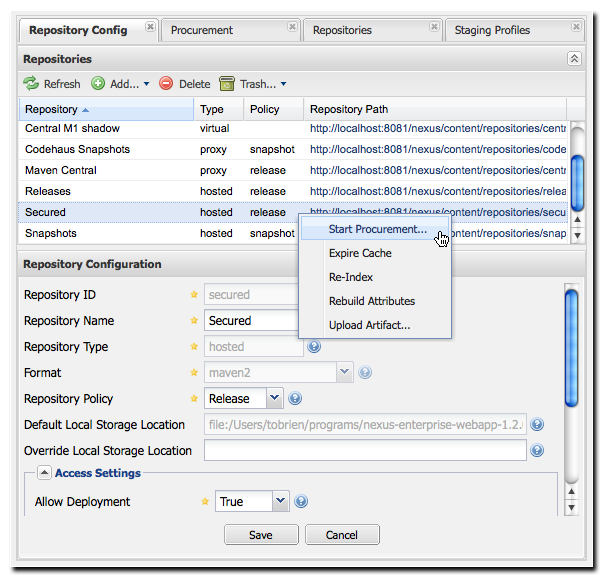 Repository Config Procurement Repositories Staging Profiles
Repositories
Refresh Add... Delete Trash...
Repository Type Policy Repository Path
Central M1 shadow virtual http://localhost:8081/nexus/content/repositories/centr
Codehaus Snapshots proxy snapshot http://localhost:8081/nexus/content/repositories/code
Maven Central proxy release http://localhost:8081/nexus/content/repositories/centr
Releases hosted release http://localhost:8081/nexus/content/repositories/relea
Secured hosted release http://localhost:8081/nexus/content/repositories/secu
Snapshots hosted snapshot http://localhost:8081/nexus/content/repositories/snap
Start Procurement...
Expire Cache
Re-Index
Rebuild Attributes
Upload Artifact...
Repository Configuration
Repository ID secured
Repository Name Secured
Repository Type hosted
Format maven2
Repository Policy Release
Default Local Storage Location file:/Users/tobrien/programs/nexus-enterprise-webapp-1.2.
Override Local Storage Location
Access Settings
Allow Deployment True
Save Cancel